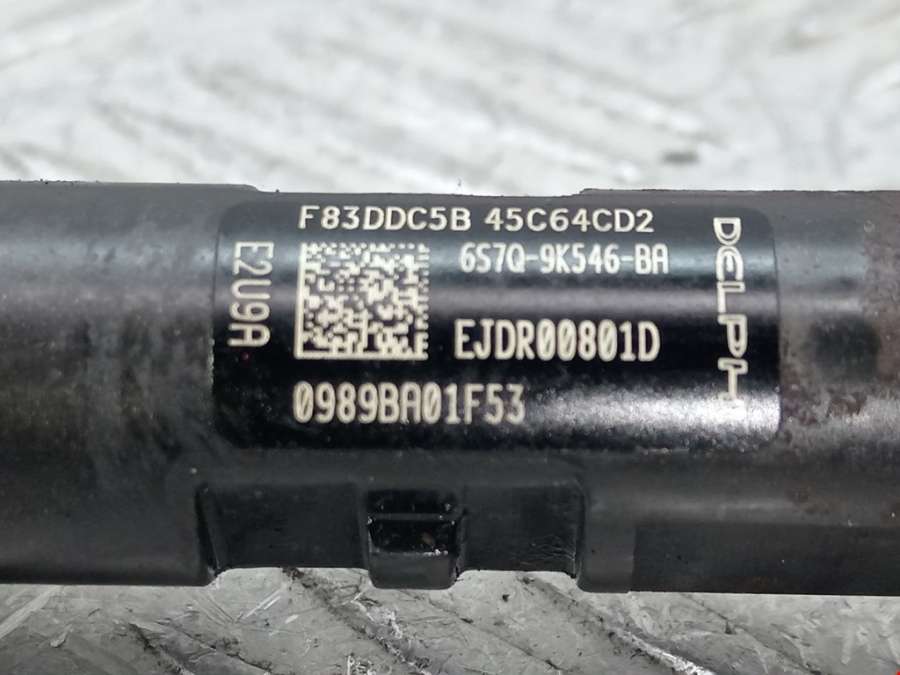 F83DDC5B 45C64CD2
6S7Q-9K546-BA
EJDR00801D
0989BA01F53
E2U9A
DELPHI